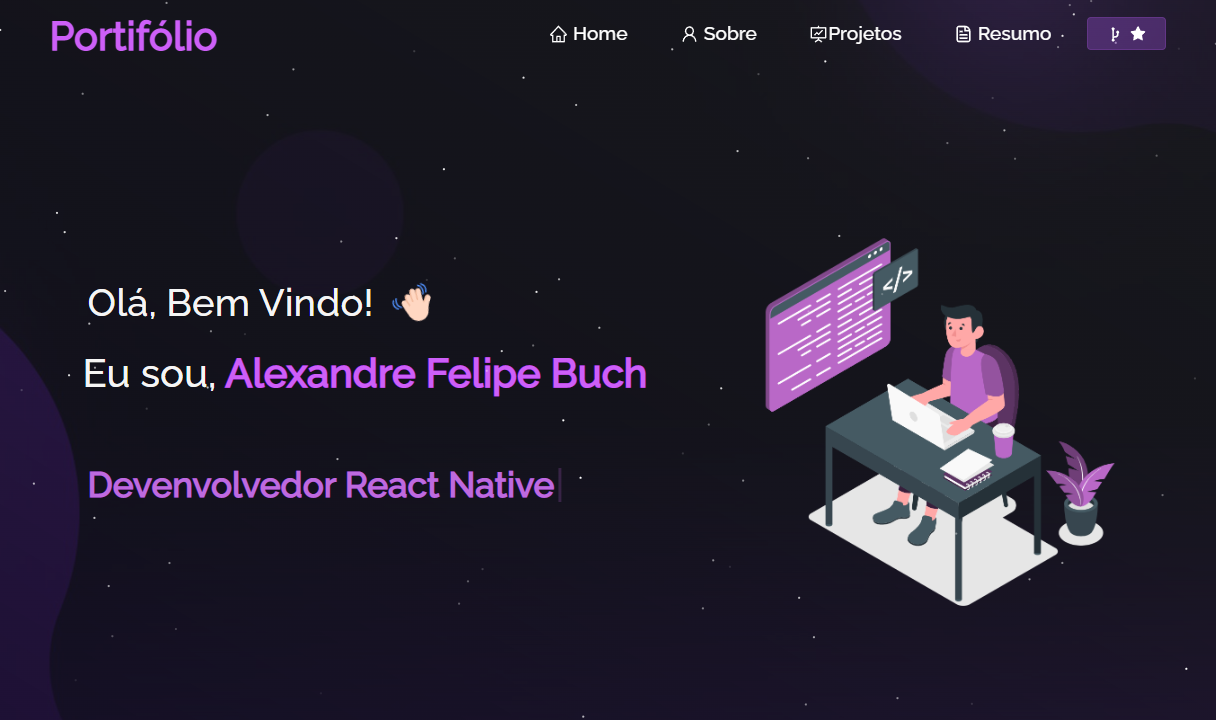 Portifólio
Home
Sobre
Projetos
Resumo
</>
Olá, Bem Vindo! 👋🏻
Eu sou, Alexandre Felipe Buch
Devenvolvedor React Native